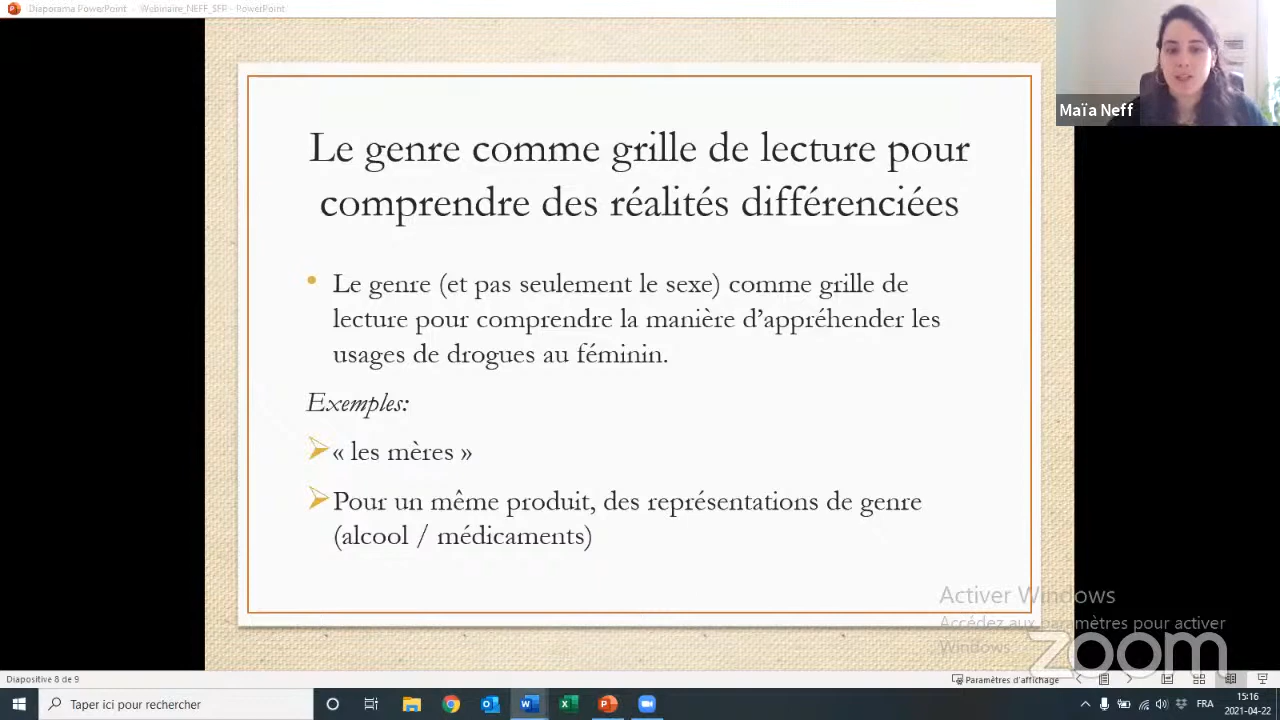 Diaporama PowerPoint - Webinaire_NEFF_SFP - PowerPoint
Maïa Neff
Le genre comme grille de lecture pour
comprendre des réalités différenciées
• Le genre (et pas seulement le sexe) comme grille de
lecture pour comprendre la manière d’appréhender les
usages de drogues au féminin.
Exemples:
« les mères »
Pour un même produit, des représentations de genre
(alcool / médicaments)
Activer Windows
Accédez aux paramètres pour activer
Windows.
zoom
Diapositive 8 de 9
Paramètres d'affichage
Taper ici pour rechercher
FRA
15:16
2021-04-22